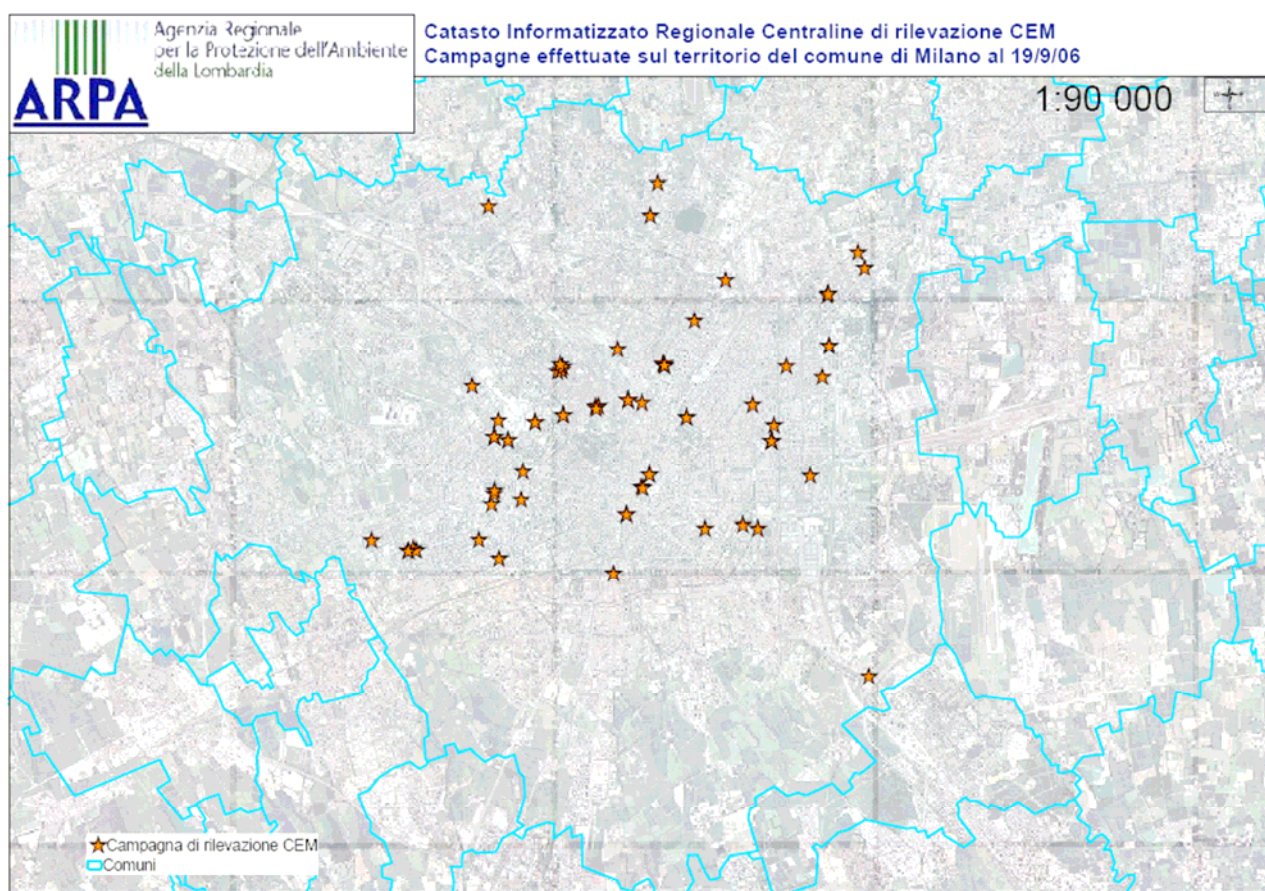 Agenzia Regionale
per la Protezione dell'Ambiente
della Lombardia
ARPA
Catasto Informatizzato Regionale Centraline di rilevazione CEM
Campagne effettuate sul territorio del comune di Milano al 19/9/06
1:90 000
Campagna di rilevazione CEM
Comuni